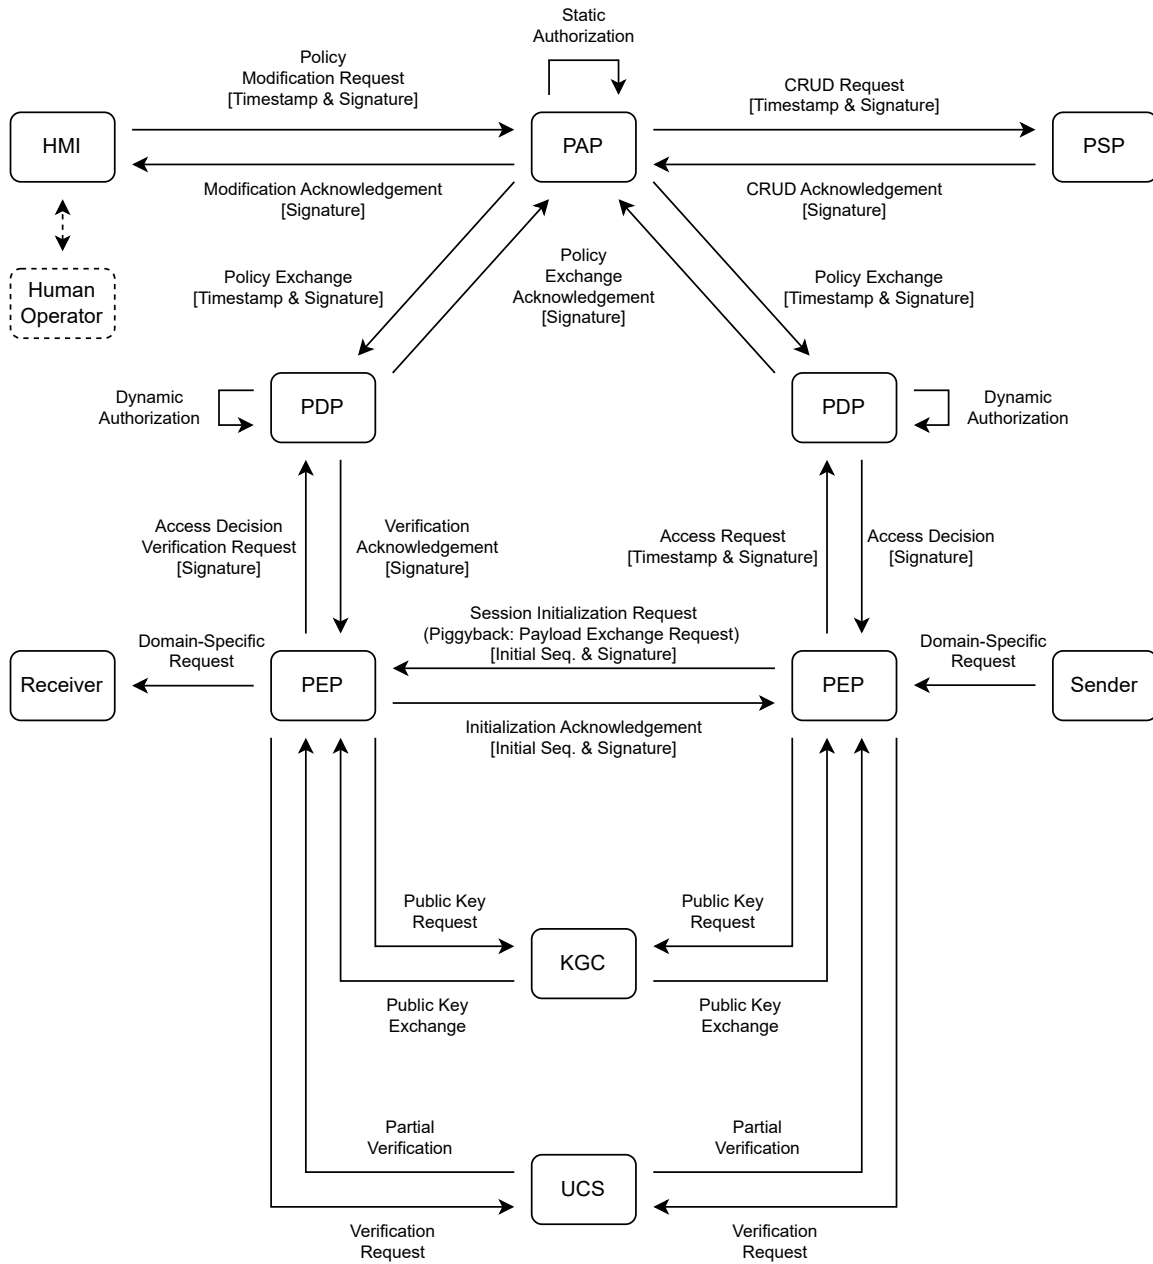 Static
Authorization
Policy
Modification Request
[Timestamp & Signature]
CRUD Request
[Timestamp & Signature]
HMI
PAP
PSP
Modification Acknowledgement
[Signature]
CRUD Acknowledgement
[Signature]
Policy Exchange
[Timestamp & Signature]
Policy
Exchange
Acknowledgement
[Signature]
Policy Exchange
[Timestamp & Signature]
Human
Operator
Dynamic
Authorization
PDP
PDP
Dynamic
Authorization
Access Decision
Verification Request
[Signature]
Verification
Acknowledgement
[Signature]
Access Request
[Timestamp & Signature]
Access Decision
[Signature]
Session Initialization Request
(Piggyback: Payload Exchange Request)
[Initial Seq. & Signature]
Domain-Specific
Request
Domain-Specific
Request
Receiver
PEP
PEP
Sender
Initialization Acknowledgement
[Initial Seq. & Signature]
Public Key
Request
Public Key
Request
KGC
Public Key
Exchange
Public Key
Exchange
Partial
Verification
Partial
Verification
UCS
Verification
Request
Verification
Request